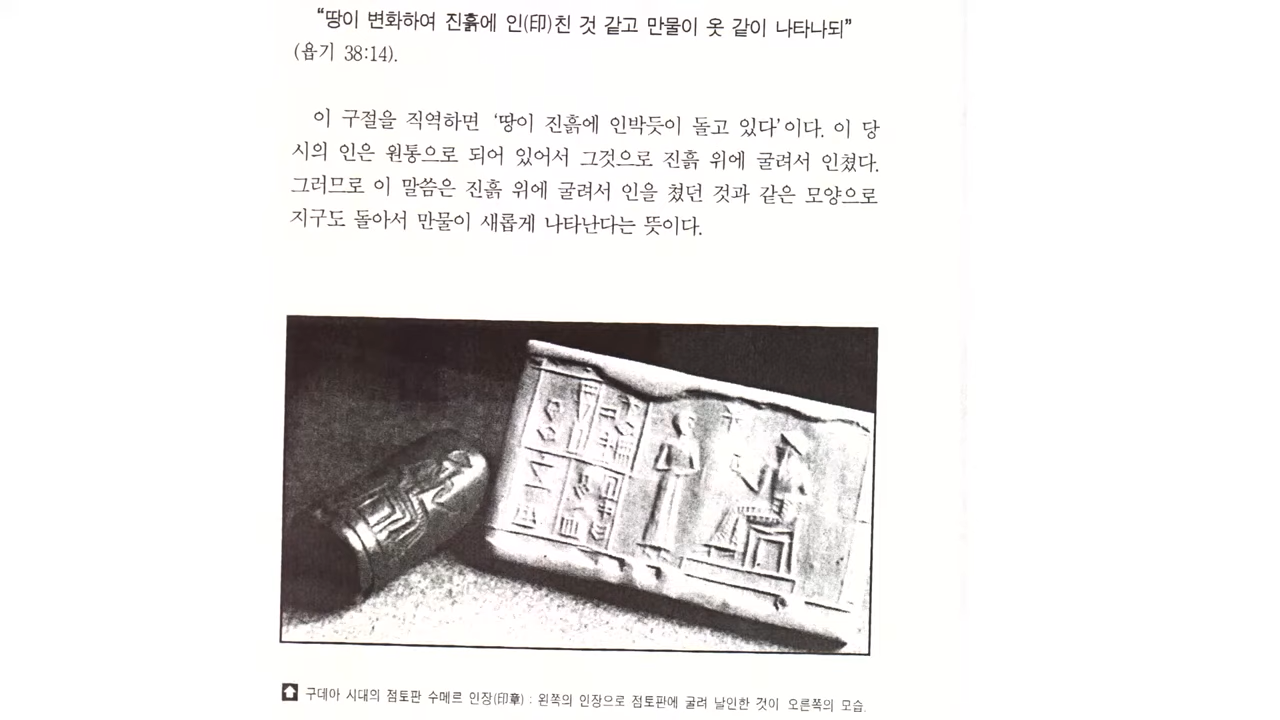 “땅이 변화하여 진흙에 인(印)친 것 같고 만물이 옷 같이 나타나되”
(욥기 38:14).
이 구절을 직역하면 ‘땅이 진흙에 인박듯이 돌고 있다’이다. 이 당
시의 인은 원통으로 되어 있어서 그것으로 진흙 위에 굴려서 인쳤다.
그러므로 이 말씀은 진흙 위에 굴려서 인을 쳤던 것과 같은 모양으로
지구도 돌아서 만물이 새롭게 나타난다는 뜻이다.
구데아 시대의 점토판 수메르 인장(印章) : 왼쪽의 인장으로 점토판에 굴려 날인한 것이 오른쪽의 모습.